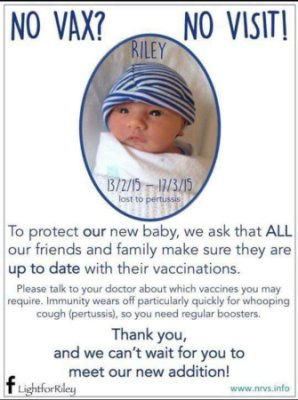 NO VAX? NO VISIT!
RILEY
13/2/15 – 17/3/15
lost to pertussis
To protect our new baby, we ask that ALL
our friends and family make sure they are
up to date with their vaccinations.
Please talk to your doctor about which vaccines you may
require. Immunity wears off particularly quickly for whooping
cough (pertussis), so you need regular boosters.
Thank you,
and we can't wait for you to
meet our new addition!
f LightforRiley www.nrvs.info